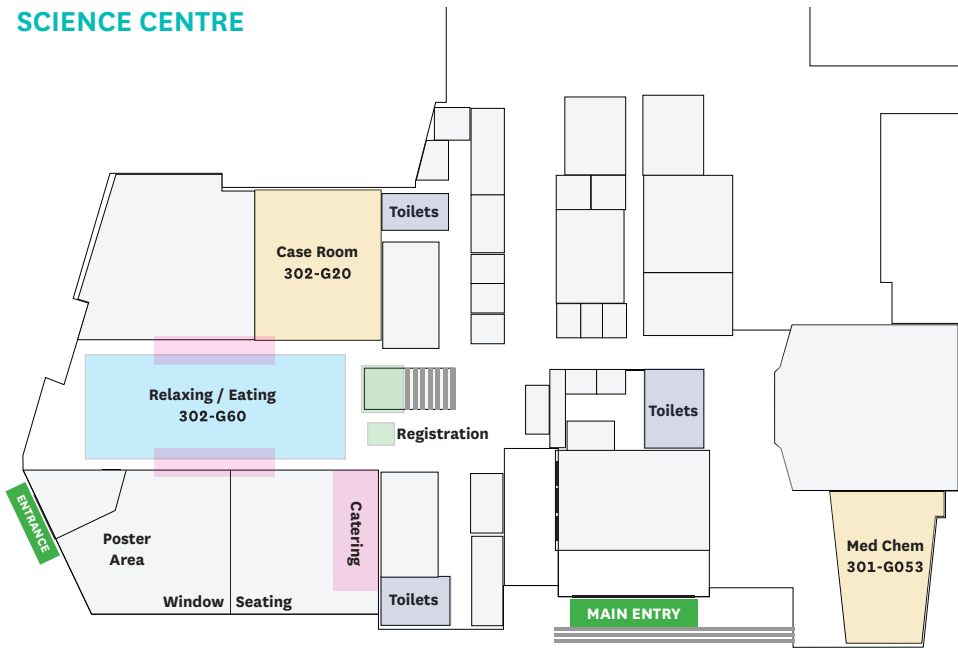 SCIENCE CENTRE
Toilets
Case Room
302-G20
Relaxing / Eating
302-G60
Registration
Toilets
ENTRANCE
Poster
Area
Catering
Window Seating
Toilets
MAIN ENTRY
Med Chem
301-G053